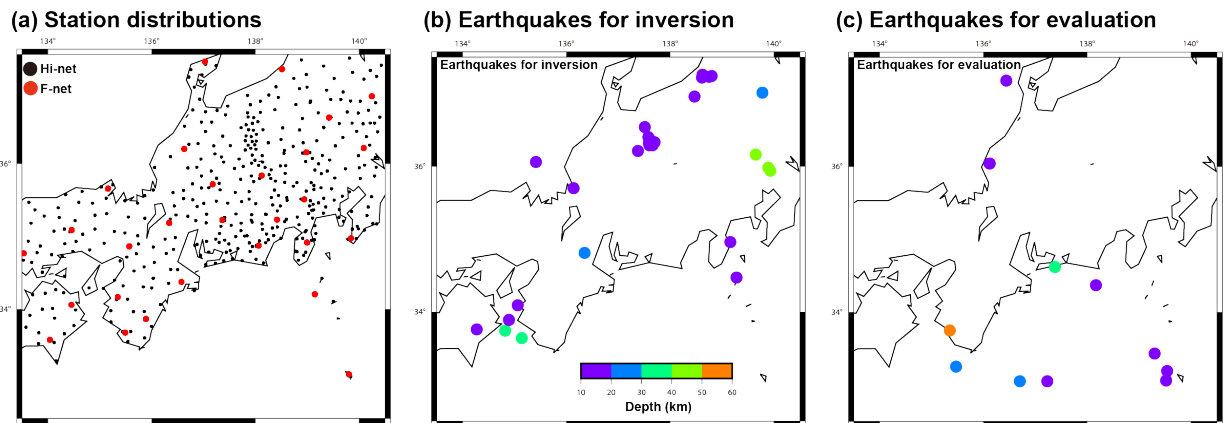 (a) Station distributions
(b) Earthquakes for inversion
(c) Earthquakes for evaluation
134° 136° 138° 140°
134° 136° 138° 140°
134° 136° 138° 140°
Hi-net
F-net
Earthquakes for inversion
Earthquakes for evaluation
36°
36°
36°
34°
34°
34°
10 20 30 40 50 60
Depth (km)